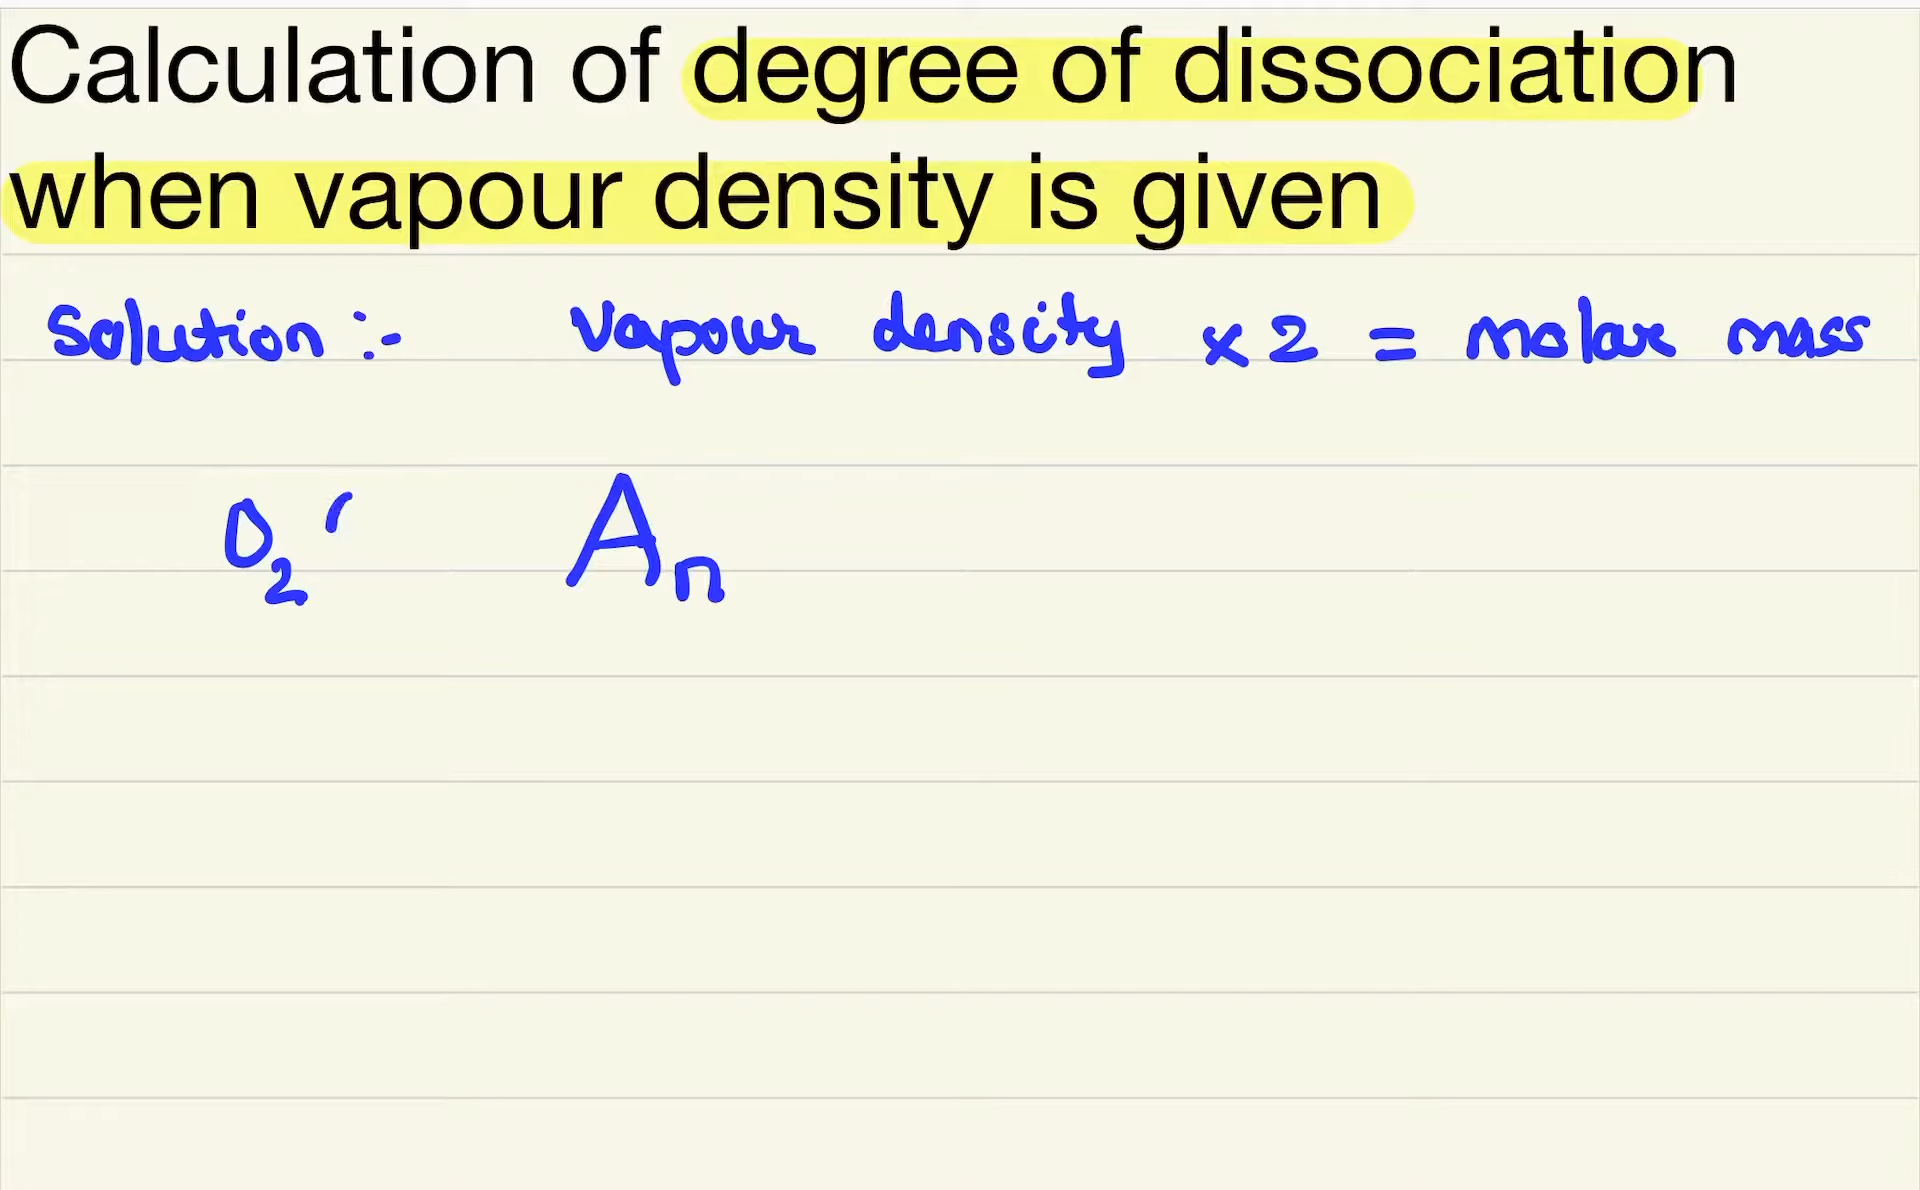 Calculation of degree of dissociation
when vapour density is given
Solution :- Vapour density × 2 = molar mass
O₂ ( Aₙ